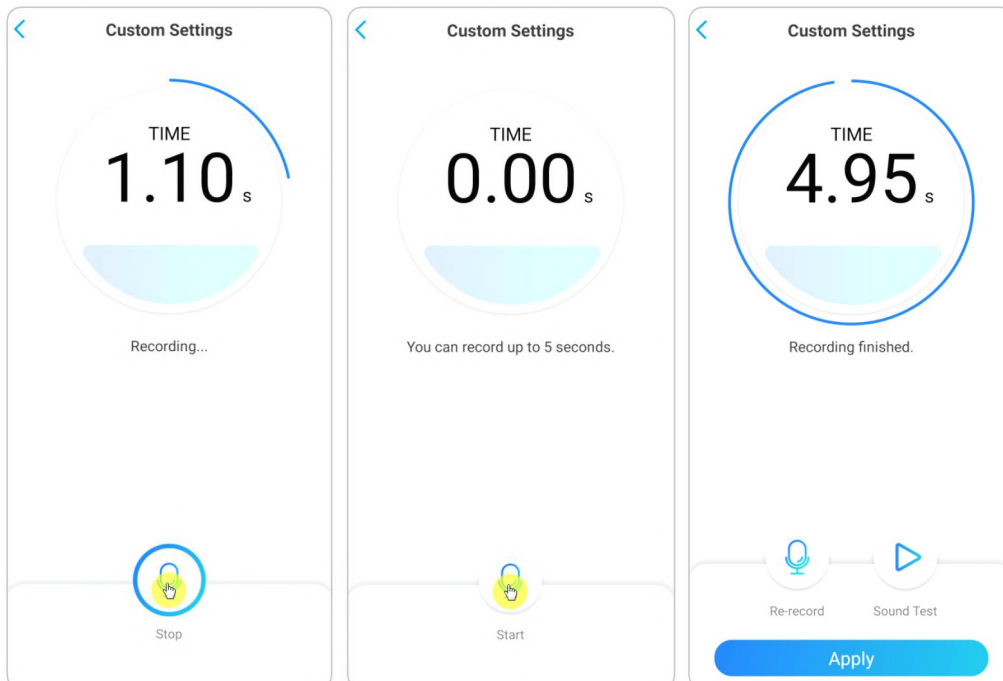 Custom Settings
TIME
1.10 s
Recording...
Stop
Custom Settings
TIME
0.00 s
You can record up to 5 seconds.
Start
Custom Settings
TIME
4.95 s
Recording finished.
Re-record
Sound Test
Apply